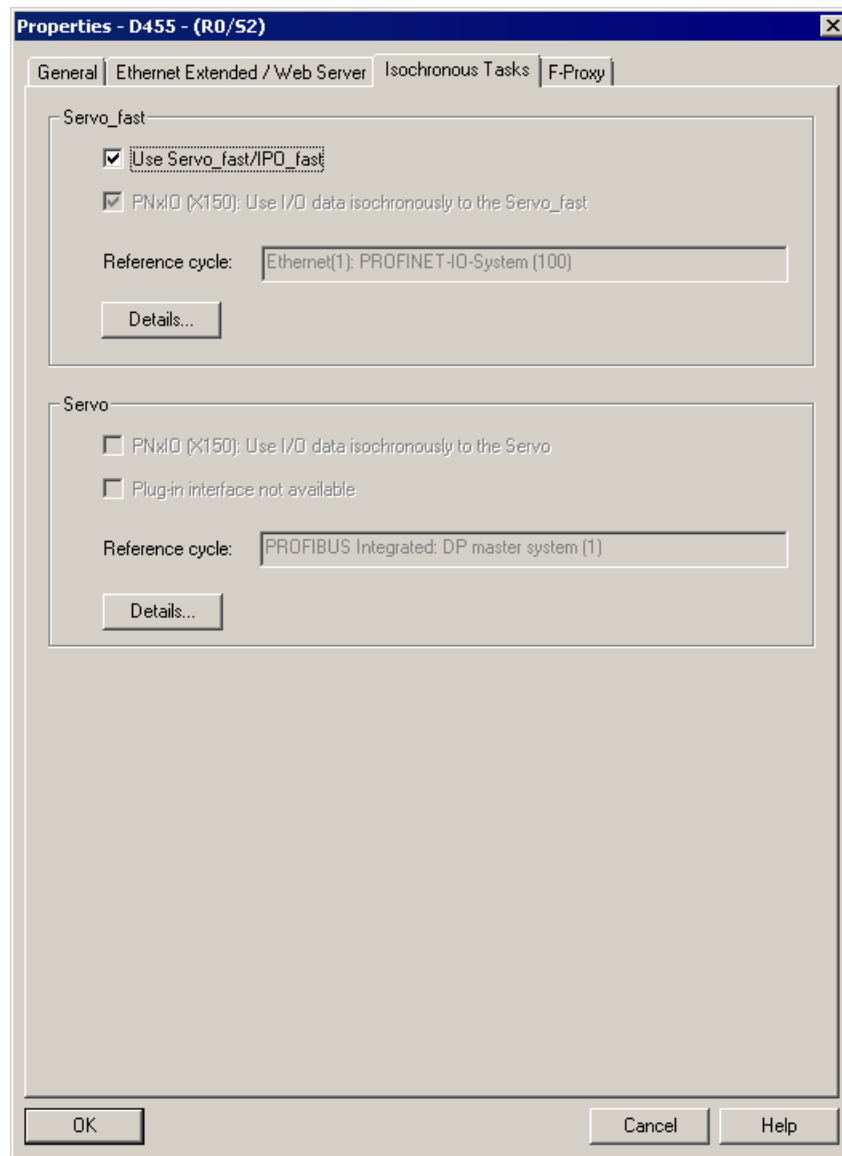 Properties - D455 - (R0/S2)
General
Ethernet Extended / Web Server
Isochronous Tasks
F-Proxy
Servo_fast
Use Servo_fast/IPO_fast
PNxIO (X150): Use I/O data isochronously to the Servo_fast
Reference cycle:
Ethernet(1): PROFINET-IO-System (100)
Details...
Servo
PNxIO (X150): Use I/O data isochronously to the Servo
Plug-in interface not available
Reference cycle:
PROFIBUS Integrated: DP master system (1)
Details...
OK
Cancel
Help